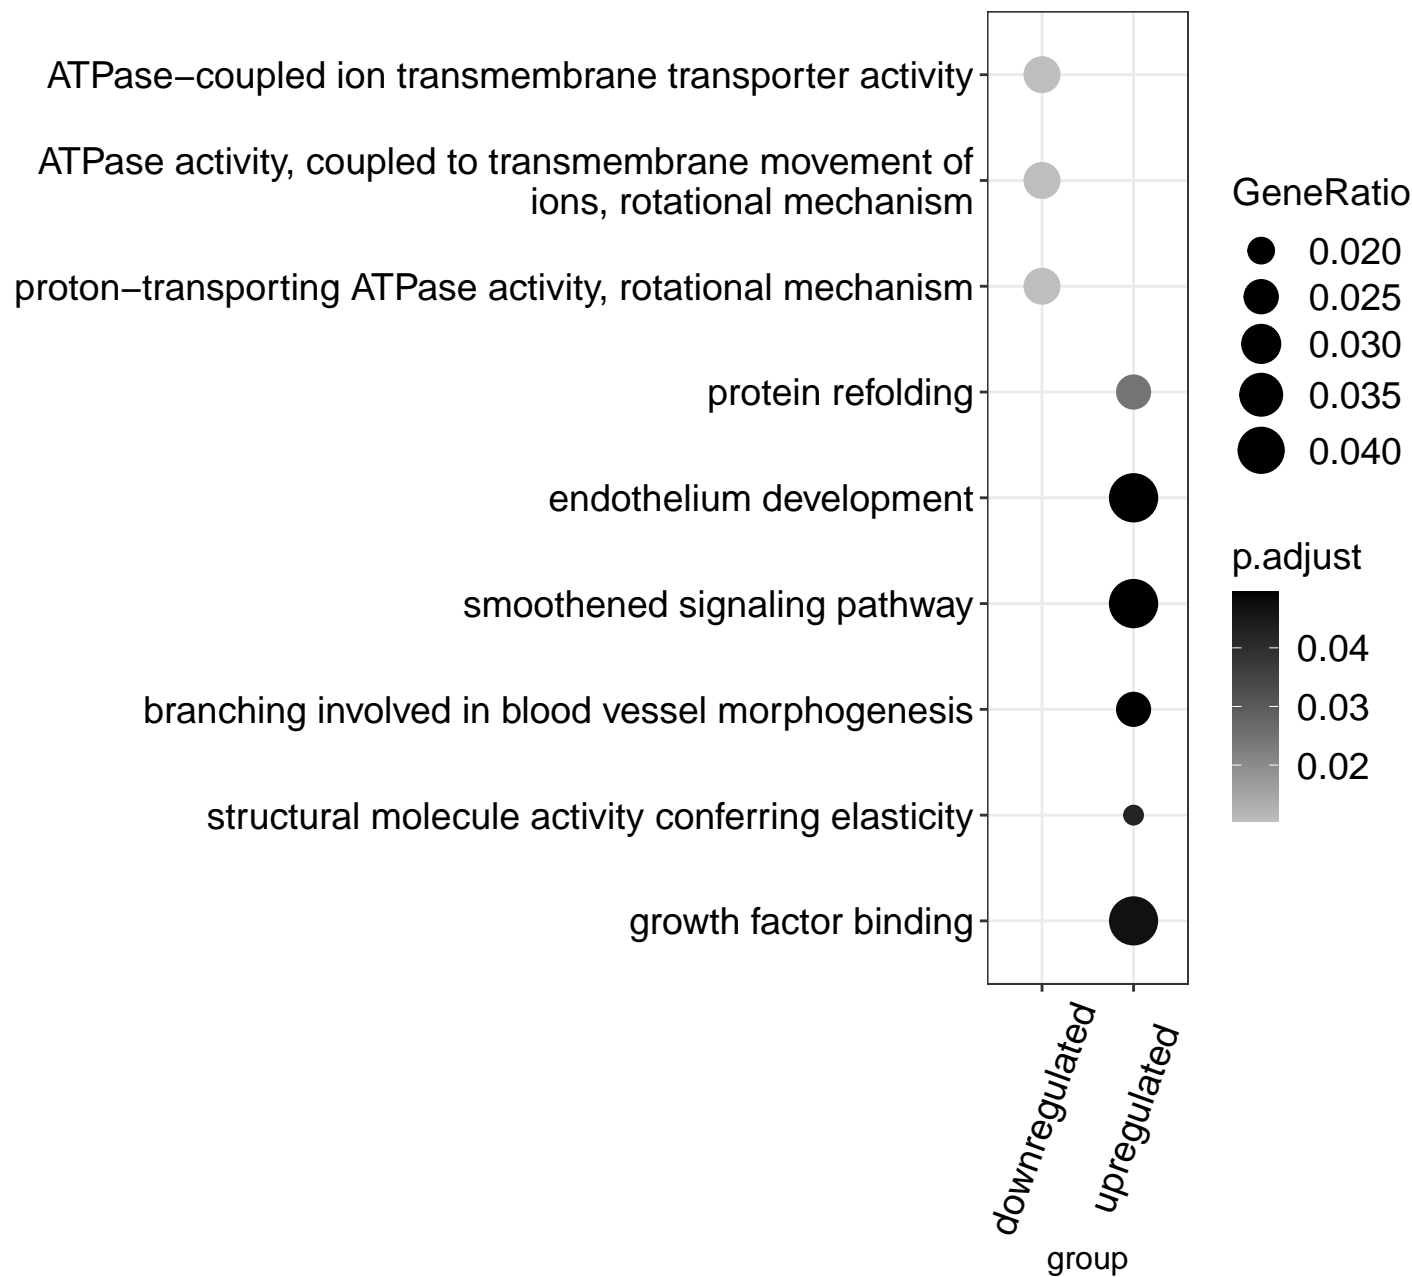 ATPase−coupled ion transmembrane transporter activity
ATPase activity, coupled to transmembrane movement of
ions, rotational mechanism
proton−transporting ATPase activity, rotational mechanism
protein refolding
endothelium development
smoothened signaling pathway
branching involved in blood vessel morphogenesis
structural molecule activity conferring elasticity
growth factor binding
downregulated
upregulated
group
GeneRatio
0.020
0.025
0.030
0.035
0.040
p.adjust
0.04
0.03
0.02